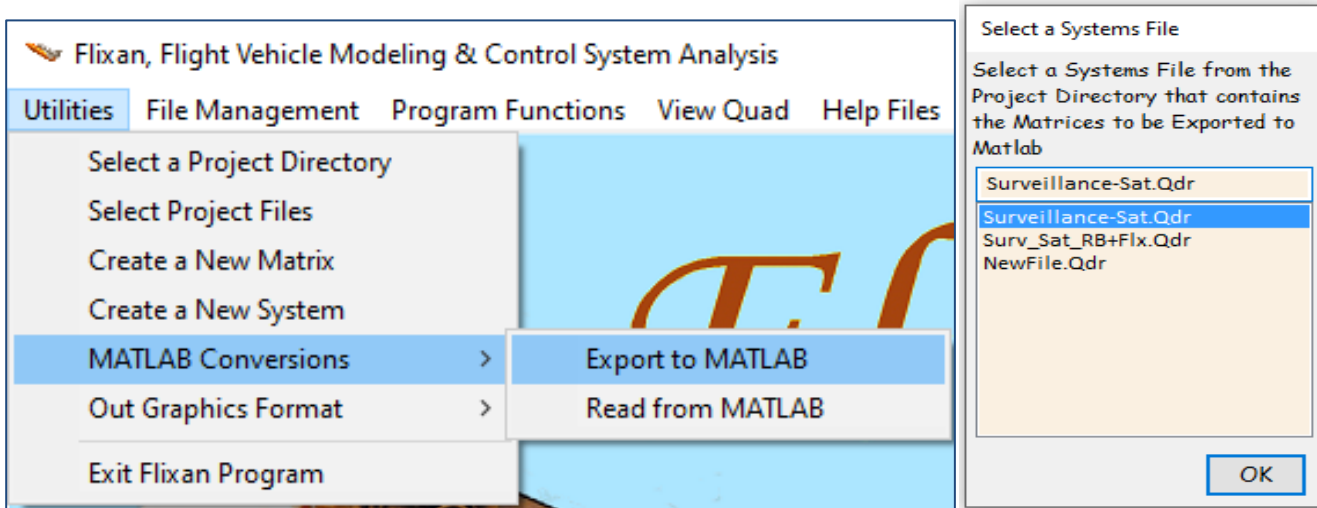 Flixan, Flight Vehicle Modeling & Control System Analysis
Utilities File Management Program Functions View Quad Help Files
Select a Project Directory
Select Project Files
Create a New Matrix
Create a New System
MATLAB Conversions >
Export to MATLAB
Read from MATLAB
Out Graphics Format >
Exit Flixan Program
Select a Systems File
Select a Systems File from the
Project Directory that contains
the Matrices to be Exported to
Matlab
Surveillance-Sat.Qdr
Surveillance-Sat.Qdr
Surv_Sat_RB+Flx.Qdr
NewFile.Qdr
OK